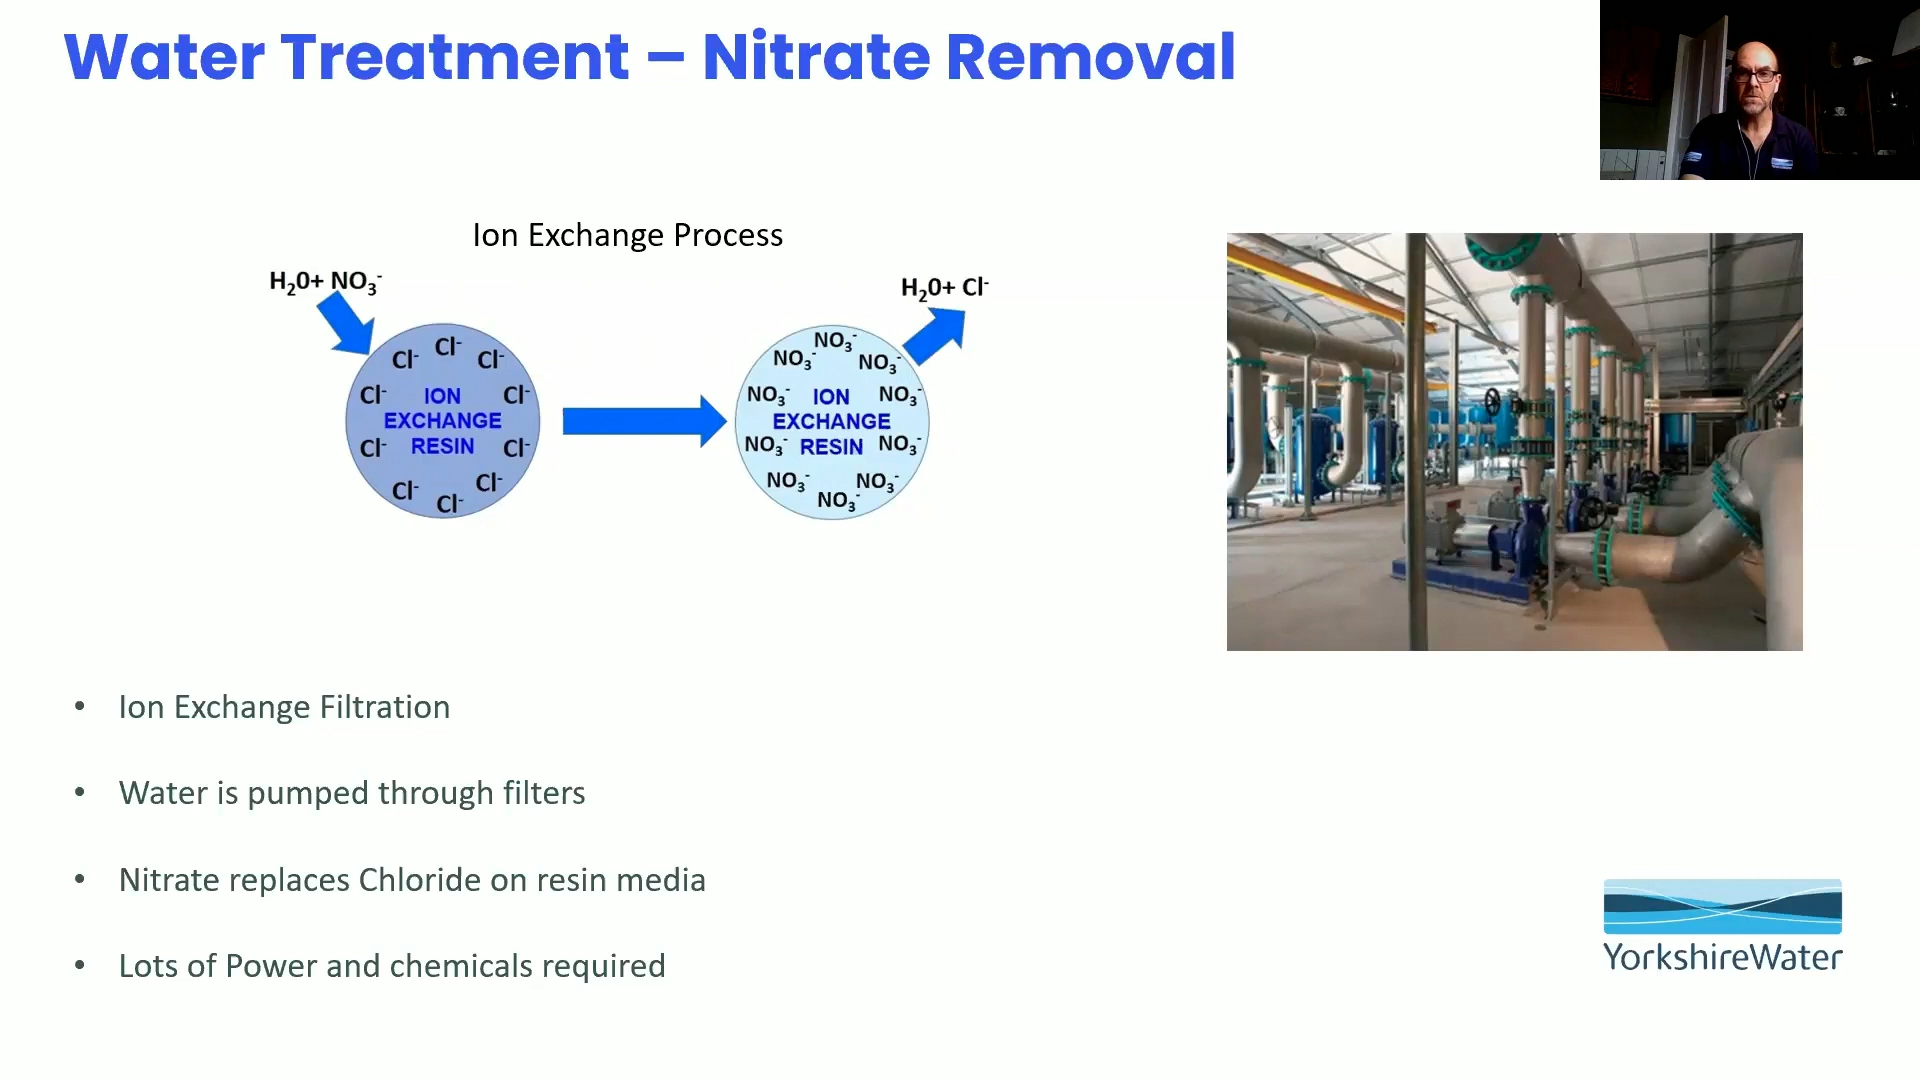 Water Treatment – Nitrate Removal
Ion Exchange Process
H₂0+ NO₃⁻
H₂0+ Cl⁻
Cl⁻ Cl⁻ Cl⁻
Cl⁻ ION Cl⁻
EXCHANGE
Cl⁻ RESIN Cl⁻
Cl⁻ Cl⁻ Cl⁻
NO₃⁻ NO₃⁻ NO₃⁻
NO₃⁻ ION NO₃⁻
EXCHANGE
NO₃⁻ RESIN NO₃⁻
NO₃⁻ NO₃⁻ NO₃⁻
• Ion Exchange Filtration
• Water is pumped through filters
• Nitrate replaces Chloride on resin media
• Lots of Power and chemicals required
YorkshireWater